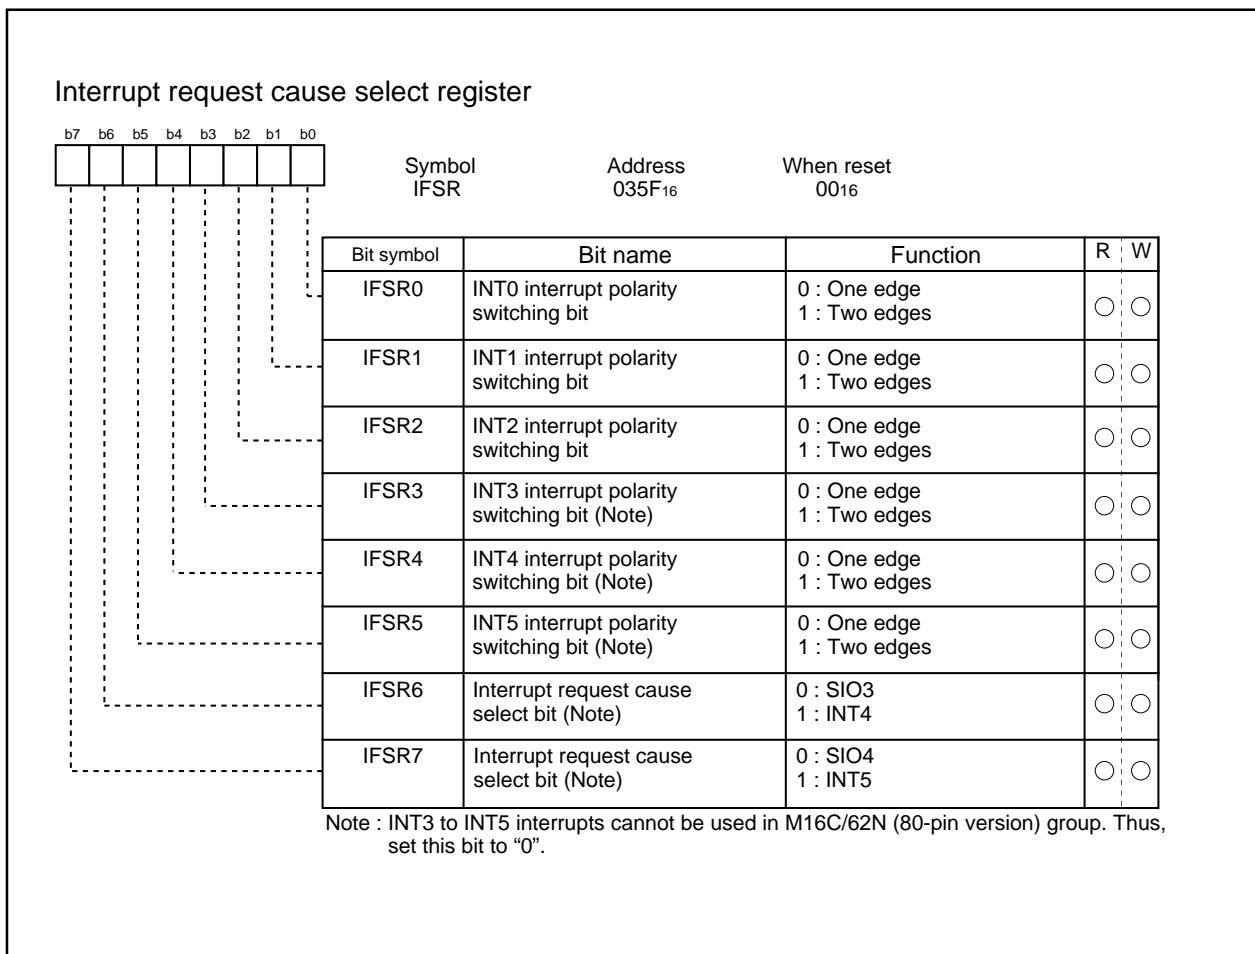 Interrupt request cause select register
b7 b6 b5 b4 b3 b2 b1 b0
Symbol Address When reset
IFSR 035F16 0016
Bit symbol Bit name Function R W
IFSR0 INT0 interrupt polarity 0 : One edge
switching bit 1 : Two edges
IFSR1 INT1 interrupt polarity 0 : One edge
switching bit 1 : Two edges
IFSR2 INT2 interrupt polarity 0 : One edge
switching bit 1 : Two edges
IFSR3 INT3 interrupt polarity 0 : One edge
switching bit (Note) 1 : Two edges
IFSR4 INT4 interrupt polarity 0 : One edge
switching bit (Note) 1 : Two edges
IFSR5 INT5 interrupt polarity 0 : One edge
switching bit (Note) 1 : Two edges
IFSR6 Interrupt request cause 0 : SIO3
select bit (Note) 1 : INT4
IFSR7 Interrupt request cause 0 : SIO4
select bit (Note) 1 : INT5
Note : INT3 to INT5 interrupts cannot be used in M16C/62N (80-pin version) group. Thus,
set this bit to “0”.